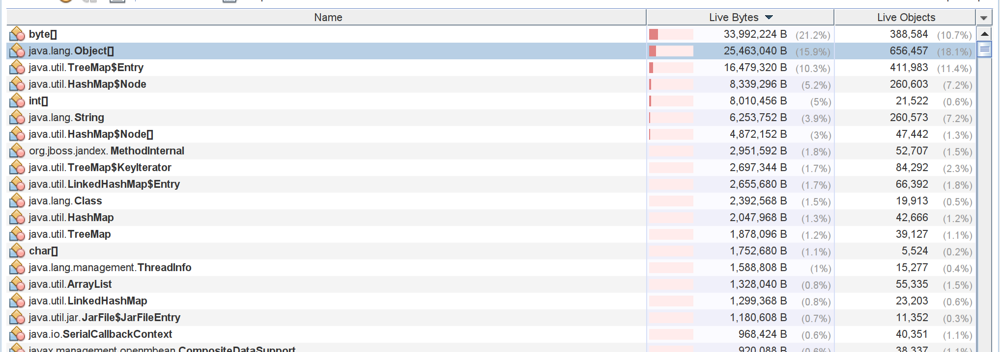 Name Live Bytes Live Objects
byte[] 33,992,224 B (21.2%) 388,584 (10.7%)
java.lang.Object[] 25,463,040 B (15.9%) 656,457 (18.1%)
java.util.TreeMap$Entry 16,479,320 B (10.3%) 411,983 (11.4%)
java.util.HashMap$Node 8,339,296 B (5.2%) 260,603 (7.2%)
int[] 8,010,456 B (5%) 21,522 (0.6%)
java.lang.String 6,253,752 B (3.9%) 260,573 (7.2%)
java.util.HashMap$Node[] 4,872,152 B (3%) 47,442 (1.3%)
org.jboss.jandex.MethodInternal 2,951,592 B (1.8%) 52,707 (1.5%)
java.util.TreeMap$KeyIterator 2,697,344 B (1.7%) 84,292 (2.3%)
java.util.LinkedHashMap$Entry 2,655,680 B (1.7%) 66,392 (1.8%)
java.lang.Class 2,392,568 B (1.5%) 19,913 (0.5%)
java.util.HashMap 2,047,968 B (1.3%) 42,666 (1.2%)
java.util.TreeMap 1,878,096 B (1.2%) 39,127 (1.1%)
char[] 1,752,680 B (1.1%) 5,524 (0.2%)
java.lang.management.ThreadInfo 1,588,808 B (1%) 15,277 (0.4%)
java.util.ArrayList 1,328,040 B (0.8%) 55,335 (1.5%)
java.util.LinkedHashMap 1,299,368 B (0.8%) 23,203 (0.6%)
java.util.jar.JarFile$JarFileEntry 1,180,608 B (0.7%) 11,352 (0.3%)
java.io.SerialCallbackContext 968,424 B (0.6%) 40,351 (1.1%)
javax.management.openmbean.CompositeDataSupport 920,088 B (0.6%) 38,337 (1.1%)